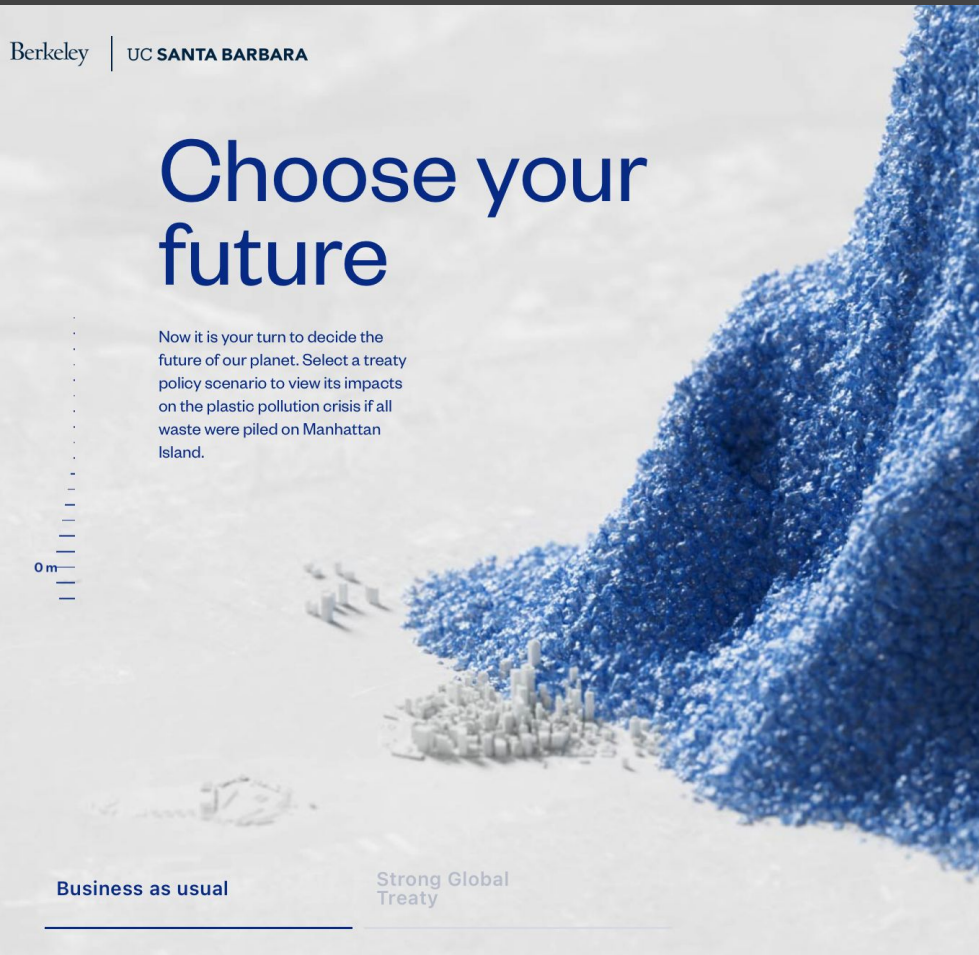 Berkeley
UC SANTA BARBARA
Choose your
future
Now it is your turn to decide the
future of our planet. Select a treaty
policy scenario to view its impacts
on the plastic pollution crisis if all
waste were piled on Manhattan
Island.
0 m
Business as usual
Strong Global
Treaty